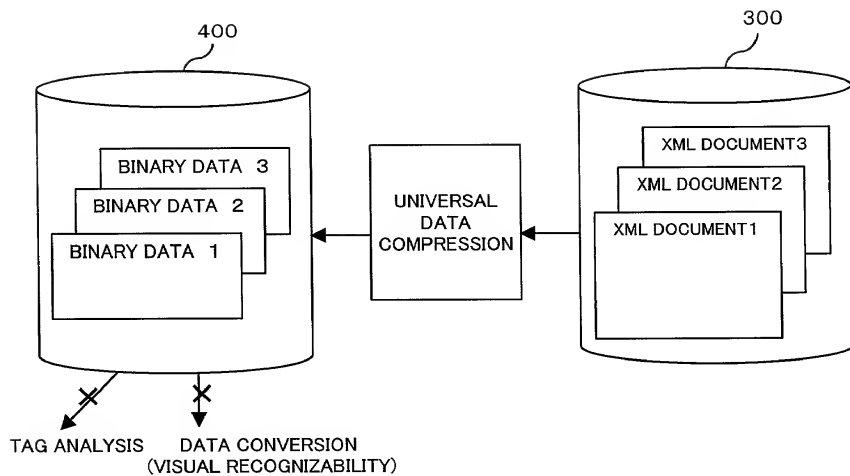 400
300
BINARY DATA 3
BINARY DATA 2
BINARY DATA 1
UNIVERSAL
DATA
COMPRESSION
XML DOCUMENT3
XML DOCUMENT2
XML DOCUMENT1
TAG ANALYSIS
DATA CONVERSION
(VISUAL RECOGNIZABILITY)